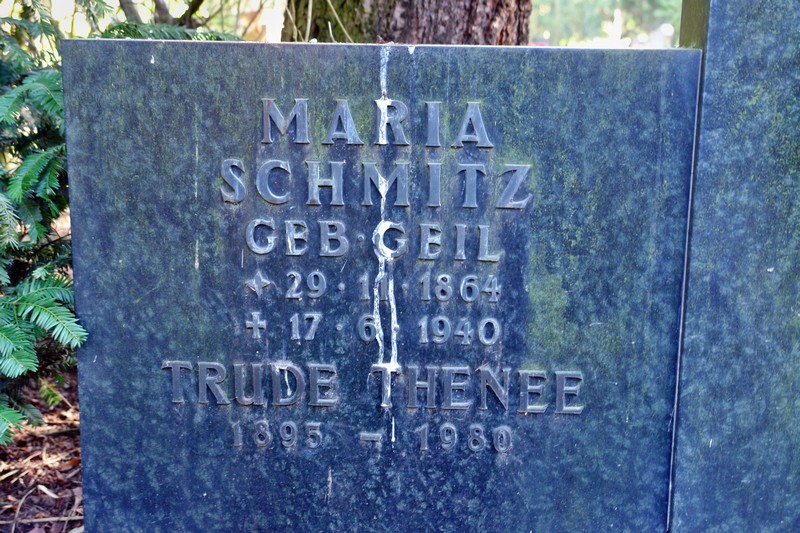 MARIA
SCHMITZ
GEB·GEIL
29·11·1864
✝ 17·6·1940
TRUDE THENEE
1895 – 1980